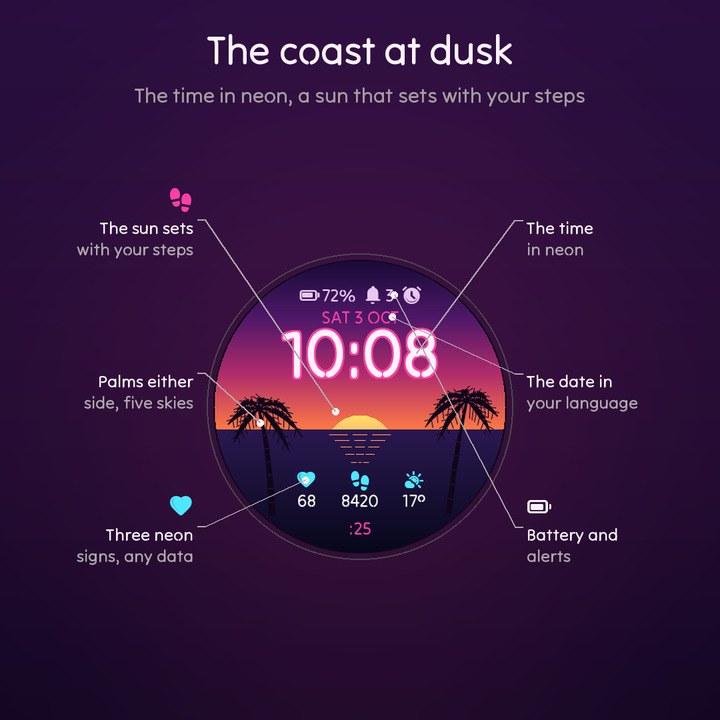 The coast at dusk
The time in neon, a sun that sets with your steps
The sun sets
with your steps
The time
in neon
72% 3
SAT 3 OCT
10:08
Palms either
side, five skies
The date in
your language
68 8420 17°
:25
Three neon
signs, any data
Battery and
alerts